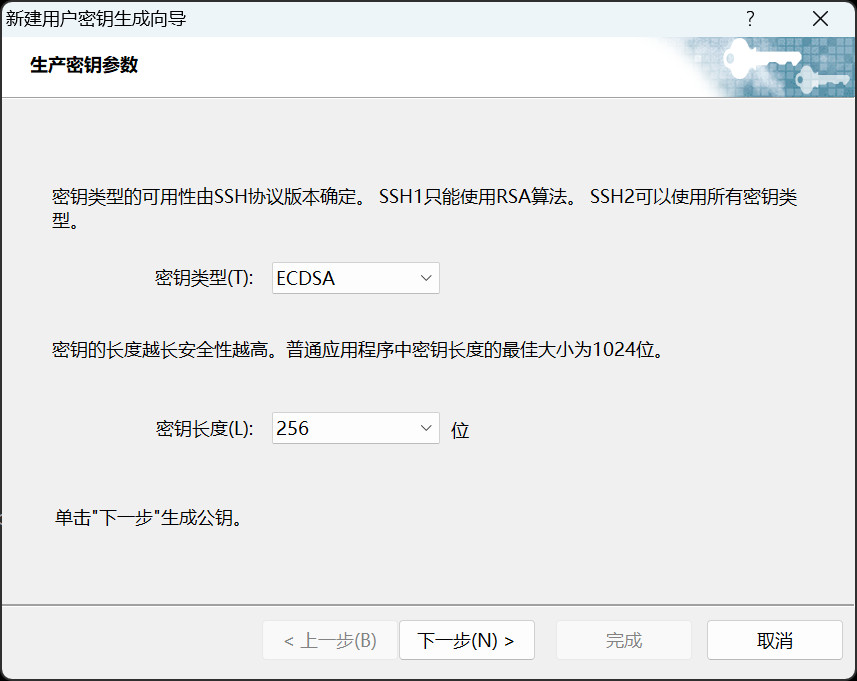 新建用户密钥生成向导 ?
生产密钥参数
密钥类型的可用性由SSH协议版本确定。 SSH1只能使用RSA算法。 SSH2可以使用所有密钥类
型。
密钥类型(T): ECDSA
密钥的长度越长安全性越高。普通应用程序中密钥长度的最佳大小为1024位。
密钥长度(L): 256 位
单击"下一步"生成公钥。
< 上一步(B) 下一步(N) > 完成 取消